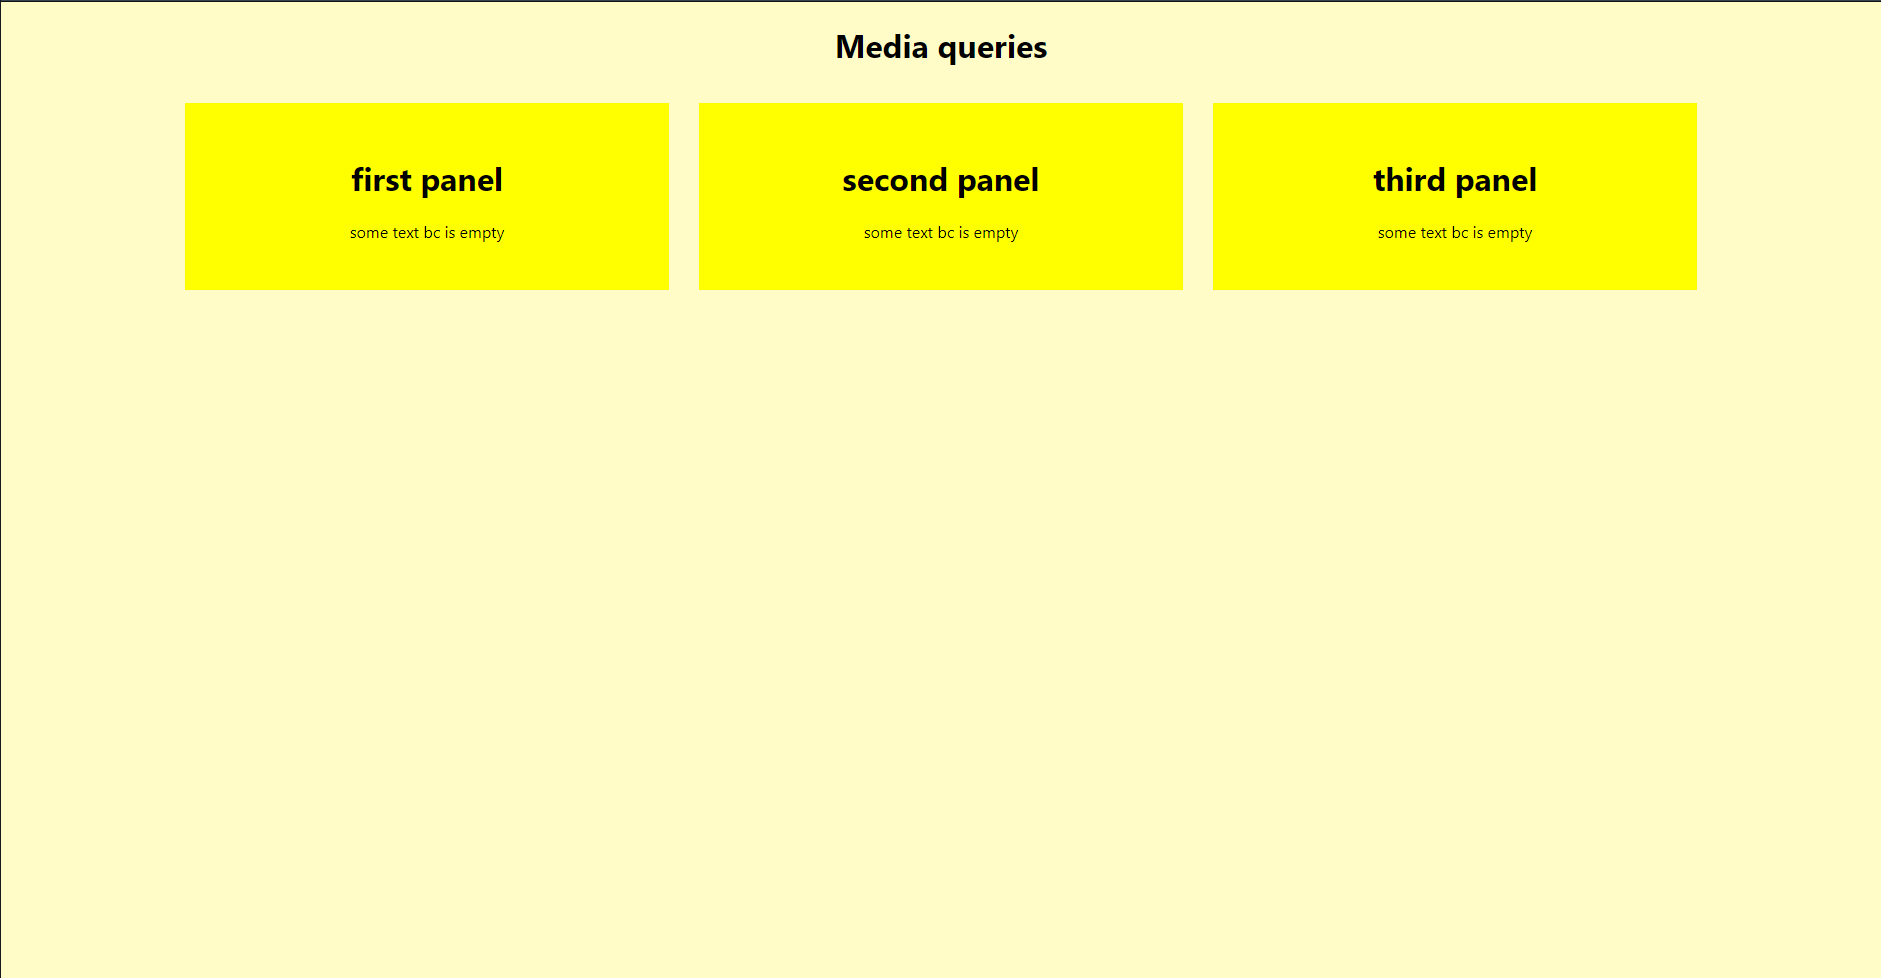 Media queries
first panel
some text bc is empty
second panel
some text bc is empty
third panel
some text bc is empty